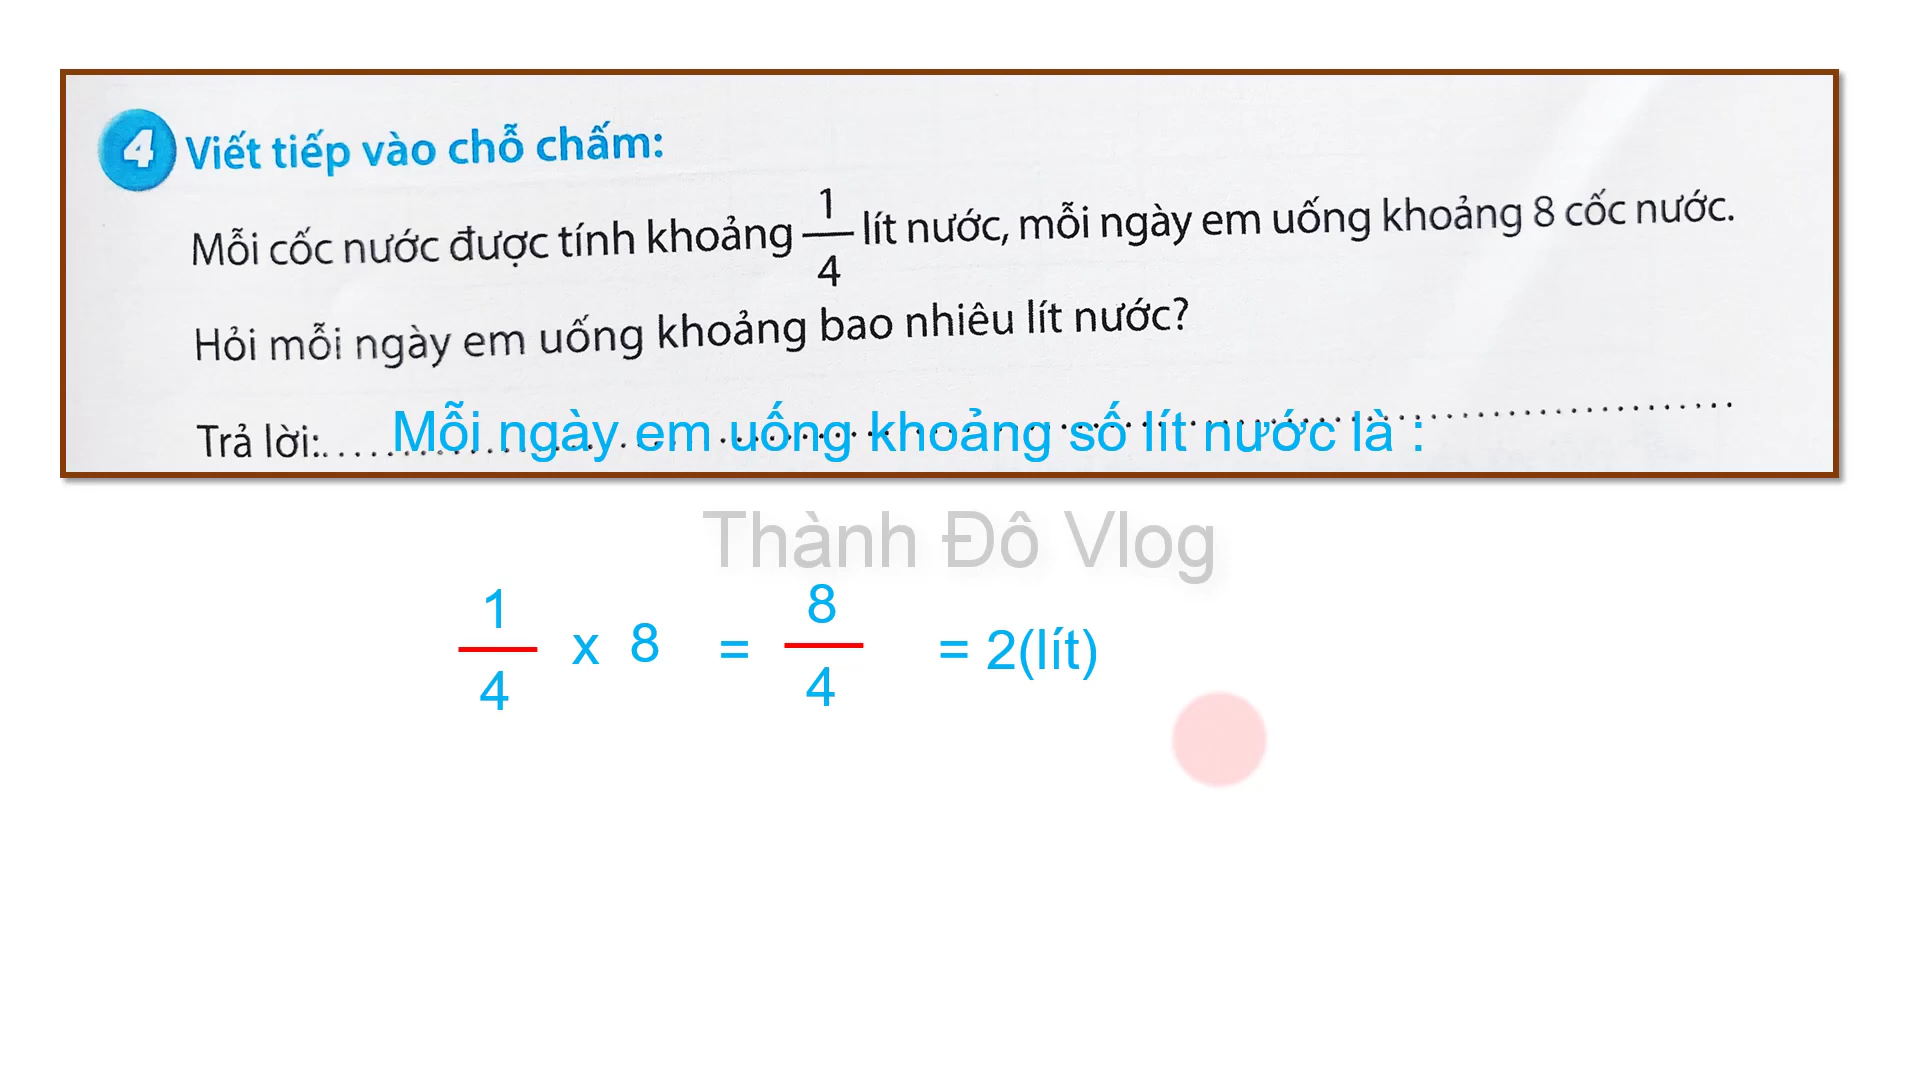 4 Viết tiếp vào chỗ chấm:
Mỗi cốc nước được tính khoảng 1/4 lít nước, mỗi ngày em uống khoảng 8 cốc nước.
Hỏi mỗi ngày em uống khoảng bao nhiêu lít nước?
Trả lời:.... Mỗi ngày em uống khoảng số lít nước là :
Thành Đô Vlog
1/4 x 8 = 8/4 = 2(lít)